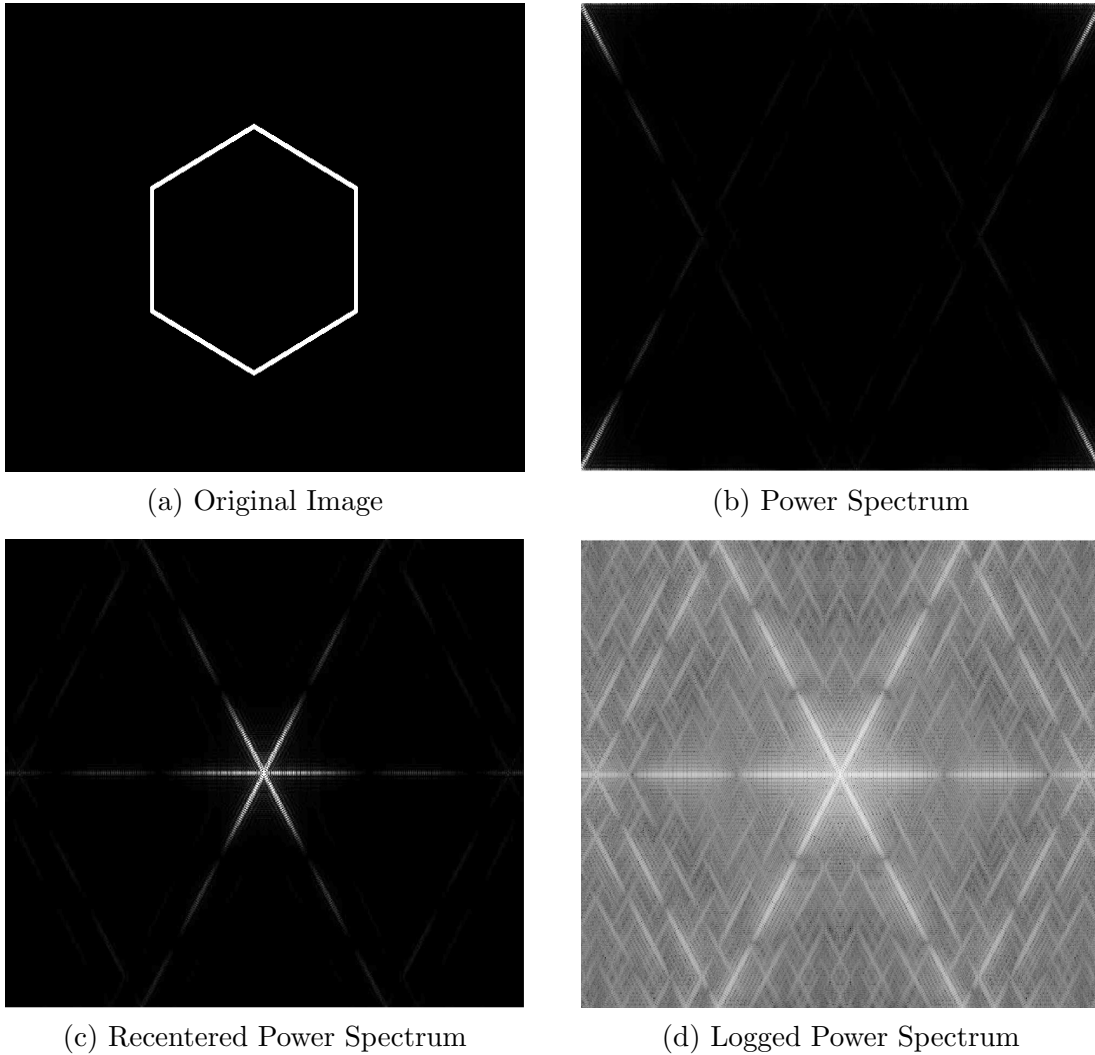 (a) Original Image
(b) Power Spectrum
(c) Recentered Power Spectrum
(d) Logged Power Spectrum